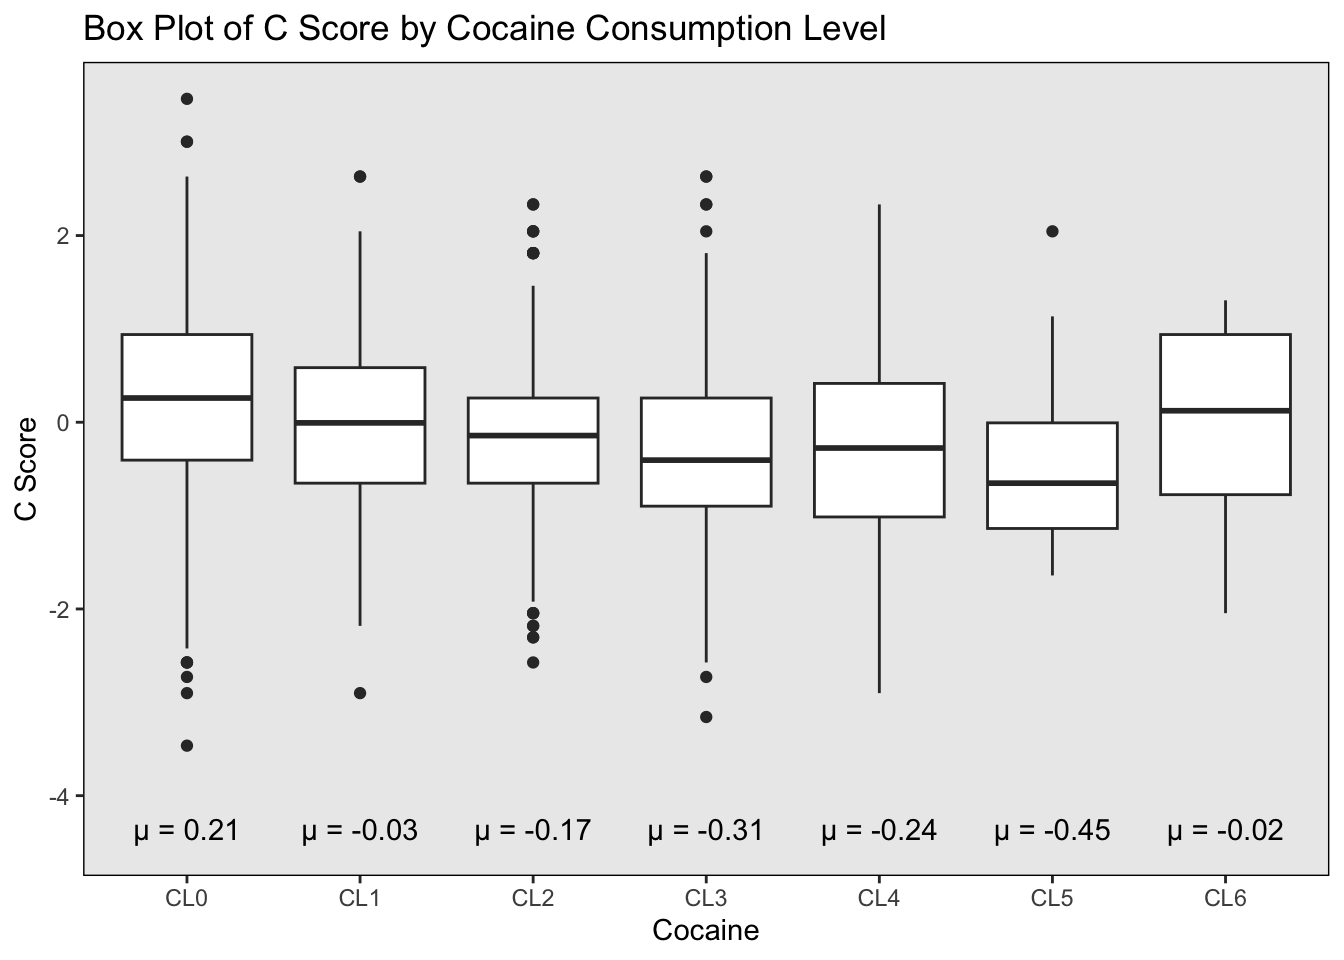 Box Plot of C Score by Cocaine Consumption Level
C Score
2
0
-2
-4
µ = 0.21 µ = -0.03 µ = -0.17 µ = -0.31 µ = -0.24 µ = -0.45 µ = -0.02
CL0 CL1 CL2 CL3 CL4 CL5 CL6
Cocaine